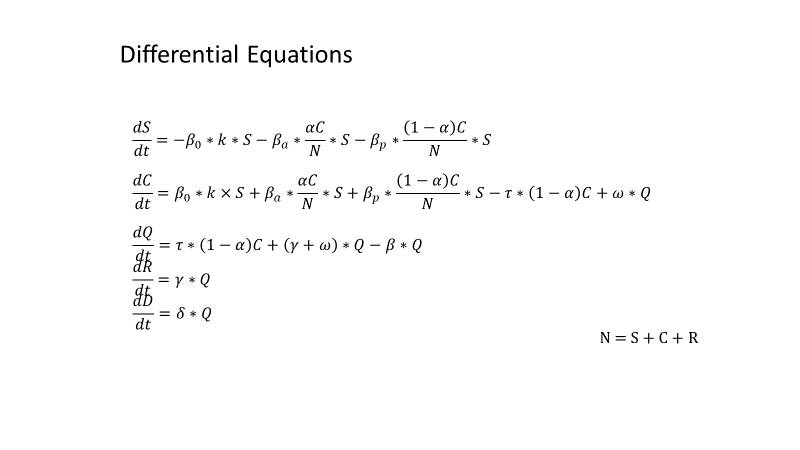 Differential Equations
dS/dt = −β₀ ∗ k ∗ S − βₐ ∗ αC/N ∗ S − βₚ ∗ (1 − α)C/N ∗ S
dC/dt = β₀ ∗ k × S + βₐ ∗ αC/N ∗ S + βₚ ∗ (1 − α)C/N ∗ S − τ ∗ (1 − α)C + ω ∗ Q
dQ/dt = τ ∗ (1 − α)C + (γ + ω) ∗ Q − β ∗ Q
dR/dt = γ ∗ Q
dD/dt = δ ∗ Q
N = S + C + R